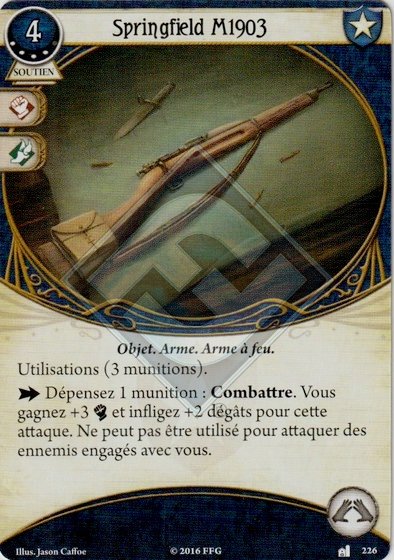 Springfield M1903
4
SOUTIEN
Objet. Arme. Arme à feu.
Utilisations (3 munitions).
Dépensez 1 munition : Combattre. Vous
gagnez +3 et infligez +2 dégâts pour cette
attaque. Ne peut pas être utilisé pour attaquer des
ennemis engagés avec vous.
Illus. Jason Caffoe
© 2016 FFG
226